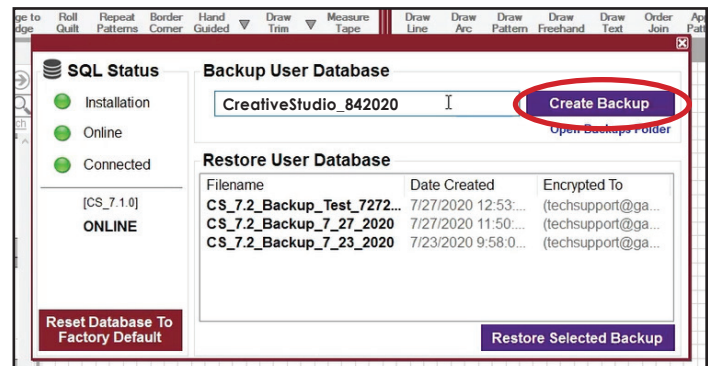 ge to Roll Repeat Border Hand Draw Measure Draw Draw Draw Draw Draw Order
dge Quilt Patterns Corner Guided Trim Tape Line Arc Pattern Freehand Text Join Patt
SQL Status
Installation
Online
Connected
[CS_7.1.0]
ONLINE
Reset Database To
Factory Default
Backup User Database
CreativeStudio_842020
Create Backup
Open Backups Folder
Restore User Database
Filename Date Created Encrypted To
CS_7.2_Backup_Test_7272... 7/27/2020 12:53:... (techsupport@ga...
CS_7.2_Backup_7_27_2020 7/27/2020 11:50:... (techsupport@ga...
CS_7.2_Backup_7_23_2020 7/23/2020 9:58:0... (techsupport@ga...
Restore Selected Backup